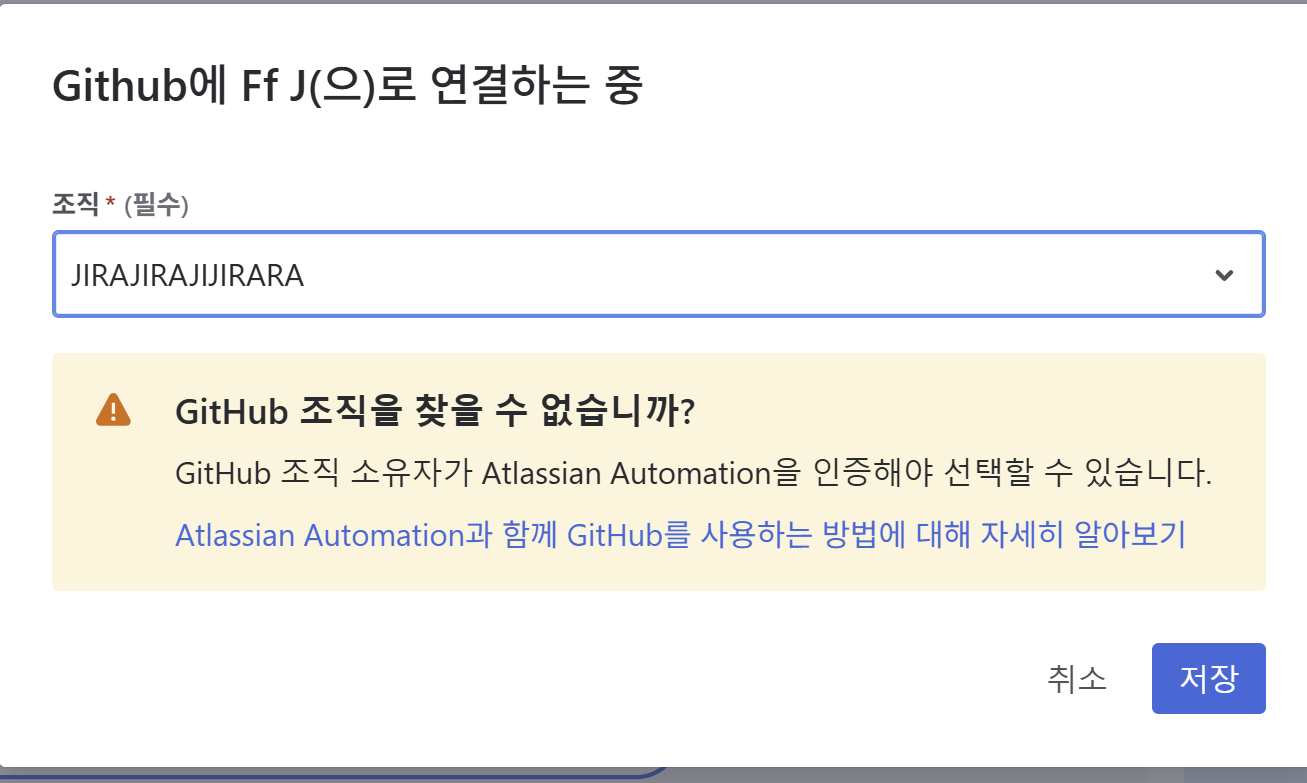 Github에 Ff J(으)로 연결하는 중
조직 * (필수)
JIRAJIRAJIJIRARA
GitHub 조직을 찾을 수 없습니까?
GitHub 조직 소유자가 Atlassian Automation을 인증해야 선택할 수 있습니다.
Atlassian Automation과 함께 GitHub를 사용하는 방법에 대해 자세히 알아보기
취소 저장